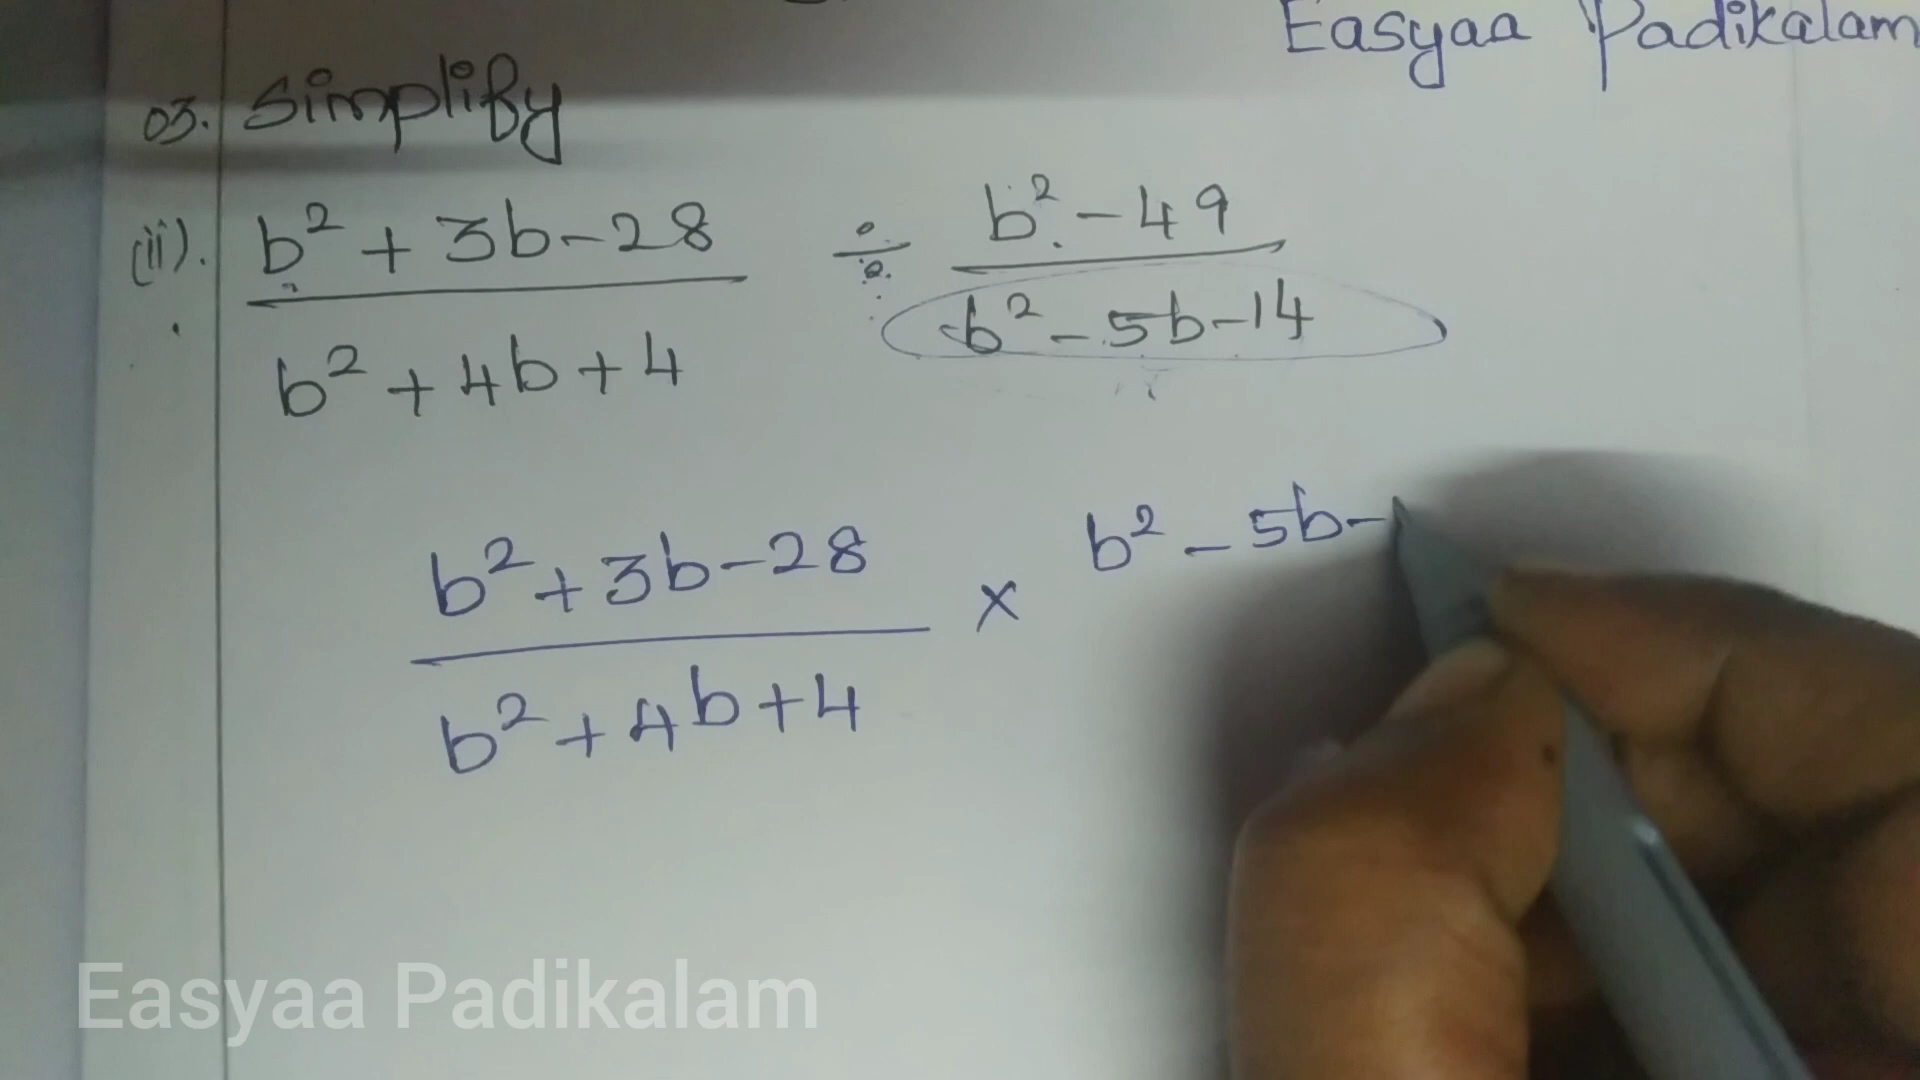 Easyaa Padikalam
03. Simplify
(ii). b² + 3b - 28 ÷ b² - 49
b² + 4b + 4 b² - 5b - 14
b² + 3b - 28 × b² - 5b -
b² + 4b + 4
Easyaa Padikalam